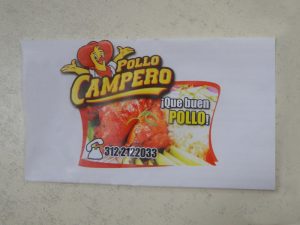 POLLO
CAMPERO
¡Que buen
POLLO!
312 2122033